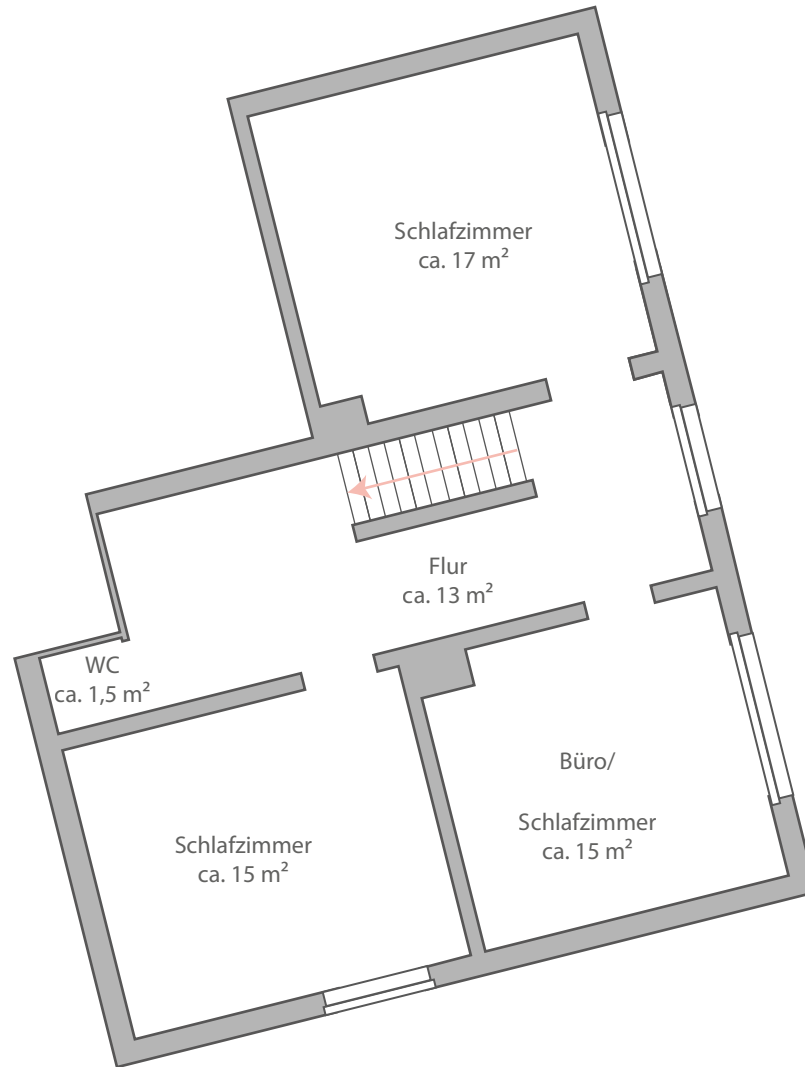 Schlafzimmer
ca. 17 m²
Flur
ca. 13 m²
WC
ca. 1,5 m²
Büro/
Schlafzimmer
ca. 15 m²
Schlafzimmer
ca. 15 m²